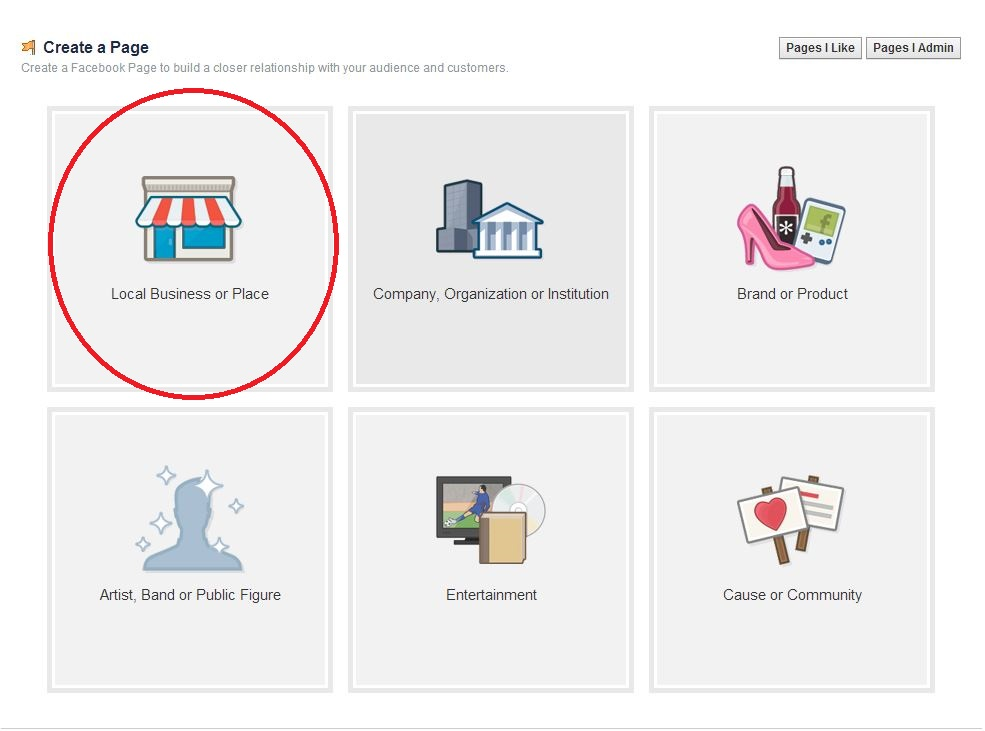 Create a Page
Pages I Like
Pages I Admin
Create a Facebook Page to build a closer relationship with your audience and customers.
Local Business or Place
Company, Organization or Institution
Brand or Product
Artist, Band or Public Figure
Entertainment
Cause or Community